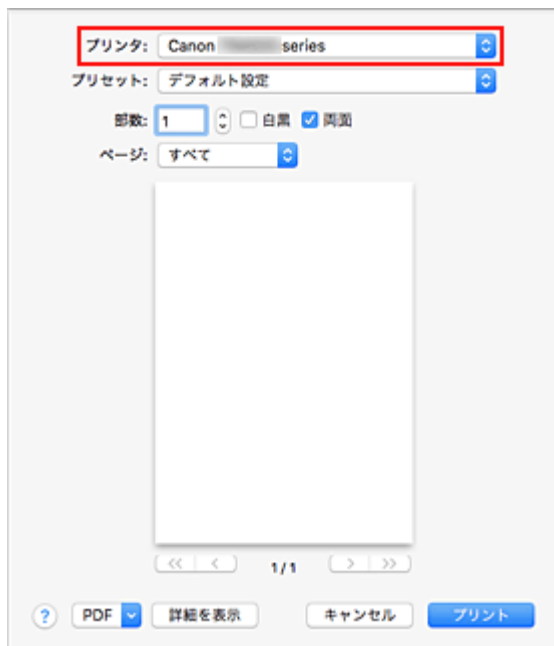 プリンタ: Canon series
プリセット: デフォルト設定
部数: 1 白黒 両面
ページ: すべて
<< < 1/1 > >>
? PDF 詳細を表示 キャンセル プリント